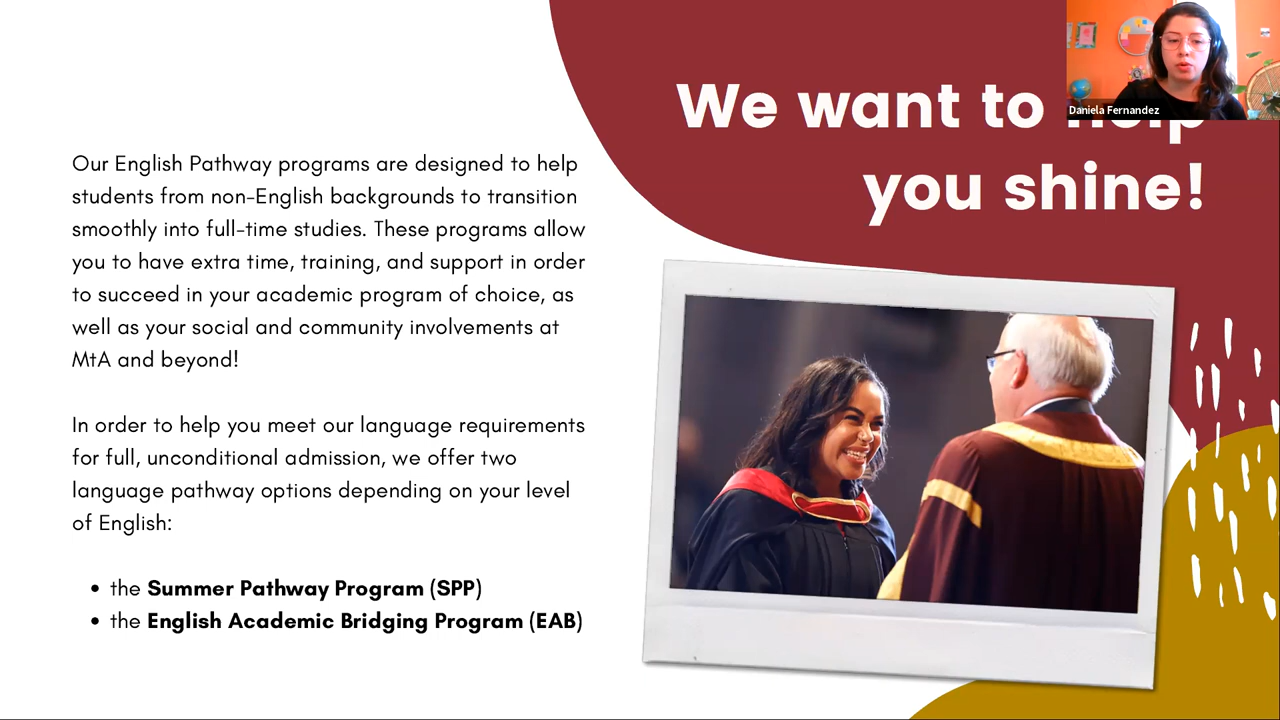 We want to help
you shine!
Daniela Fernandez
Our English Pathway programs are designed to help
students from non-English backgrounds to transition
smoothly into full-time studies. These programs allow
you to have extra time, training, and support in order
to succeed in your academic program of choice, as
well as your social and community involvements at
MtA and beyond!
In order to help you meet our language requirements
for full, unconditional admission, we offer two
language pathway options depending on your level
of English:
• the Summer Pathway Program (SPP)
• the English Academic Bridging Program (EAB)